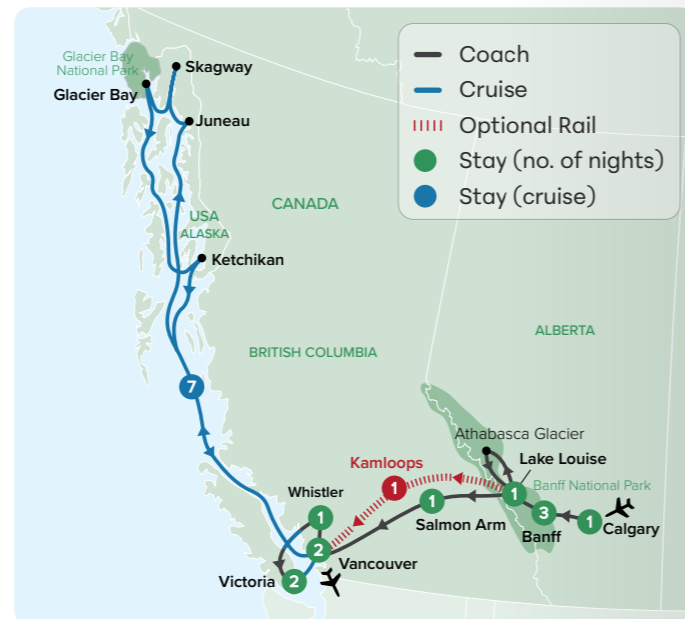 Glacier Bay
National Park
Glacier Bay
Skagway
Juneau
Coach
Cruise
Optional Rail
Stay (no. of nights)
Stay (cruise)
CANADA
USA
ALASKA
Ketchikan
ALBERTA
BRITISH COLUMBIA
7
Athabasca Glacier
Lake Louise
Kamloops
1
Banff National Park
Whistler
1
1
1
3
1
Salmon Arm
Banff
Calgary
2
Vancouver
Victoria
2